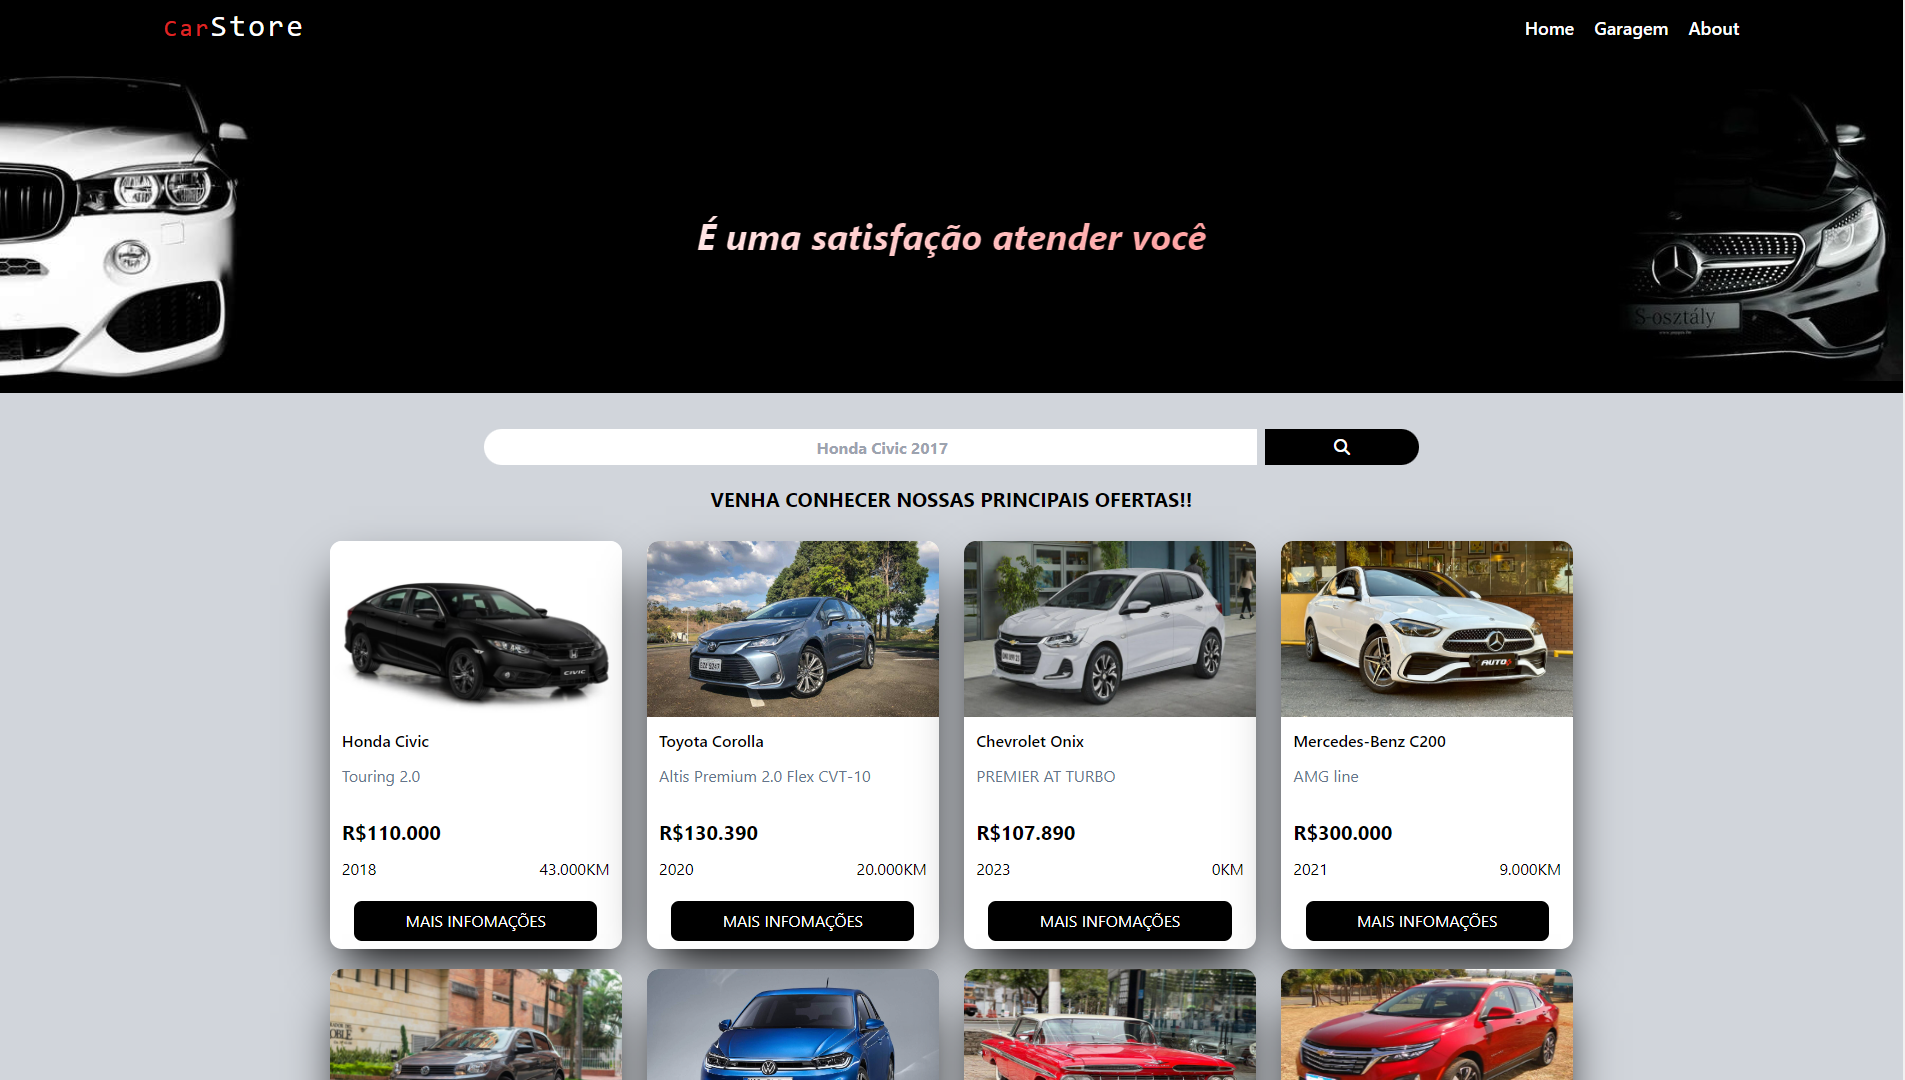 CarStore
Home Garagem About
É uma satisfação atender você
S-osztály
Honda Civic 2017
VENHA CONHECER NOSSAS PRINCIPAIS OFERTAS!!
CIVIC
Honda Civic
Touring 2.0
R$110.000
2018 43.000KM
MAIS INFOMAÇÕES
Toyota Corolla
Altis Premium 2.0 Flex CVT-10
R$130.390
2020 20.000KM
MAIS INFOMAÇÕES
Chevrolet Onix
PREMIER AT TURBO
R$107.890
2023 0KM
MAIS INFOMAÇÕES
Mercedes-Benz C200
AMG line
R$300.000
2021 9.000KM
MAIS INFOMAÇÕES